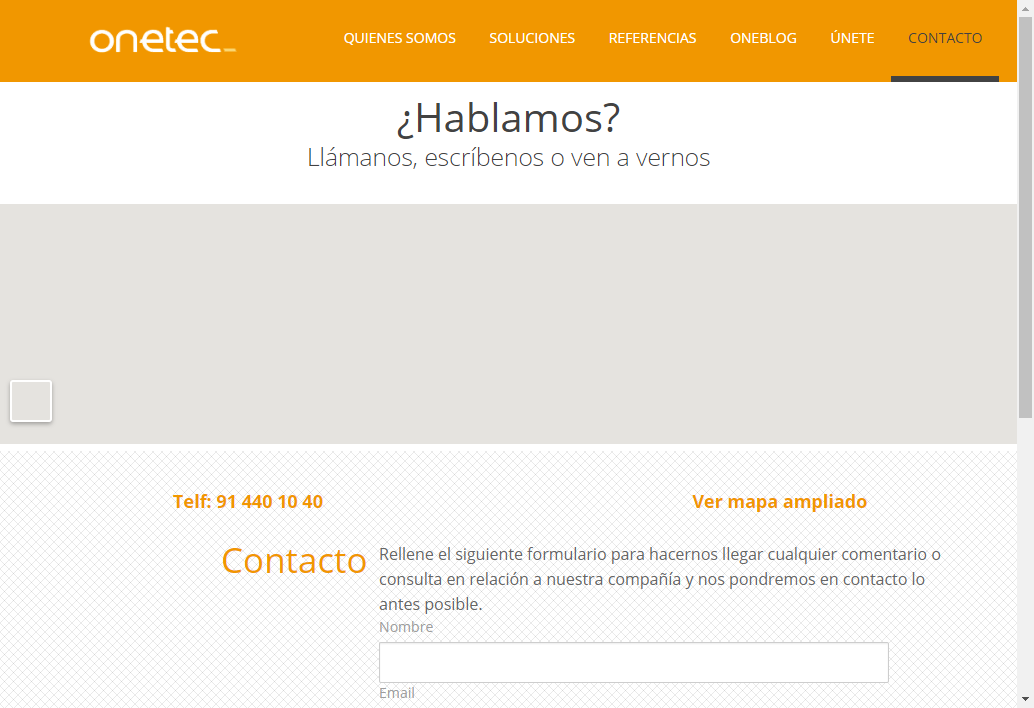 onetec_
QUIENES SOMOS SOLUCIONES REFERENCIAS ONEBLOG ÚNETE CONTACTO
¿Hablamos?
Llámanos, escríbenos o ven a vernos
Telf: 91 440 10 40 Ver mapa ampliado
Contacto
Rellene el siguiente formulario para hacernos llegar cualquier comentario o
consulta en relación a nuestra compañía y nos pondremos en contacto lo
antes posible.
Nombre
Email